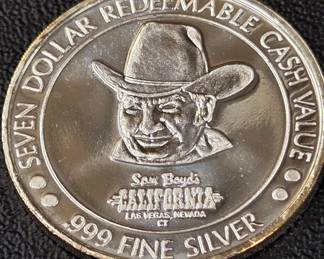 SEVEN DOLLAR REDEEMABLE CASH VALUE
Sam Boyd's
CALIFORNIA
LAS VEGAS, NEVADA
CT
.999 FINE SILVER